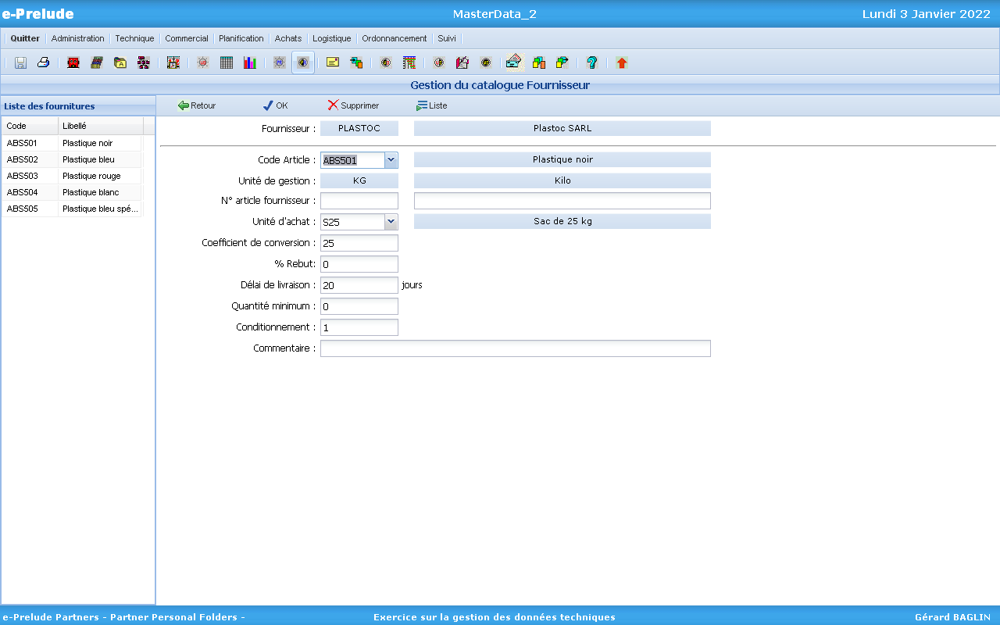 e-Prelude MasterData_2 Lundi 3 Janvier 2022
Quitter Administration Technique Commercial Planification Achats Logistique Ordonnancement Suivi
Gestion du catalogue Fournisseur
Liste des fournitures Retour OK Supprimer Liste
Code Libellé
ABS501 Plastique noir
ABS502 Plastique bleu
ABS503 Plastique rouge
ABS504 Plastique blanc
ABS505 Plastique bleu spé...
Fournisseur : PLASTOC Plastoc SARL
Code Article : ABS501 Plastique noir
Unité de gestion : KG Kilo
N° article fournisseur :
Unité d'achat : S25 Sac de 25 kg
Coefficient de conversion : 25
% Rebut: 0
Délai de livraison : 20 jours
Quantité minimum : 0
Conditionnement : 1
Commentaire :
e-Prelude Partners - Partner Personal Folders - Exercice sur la gestion des données techniques Gérard BAGLIN